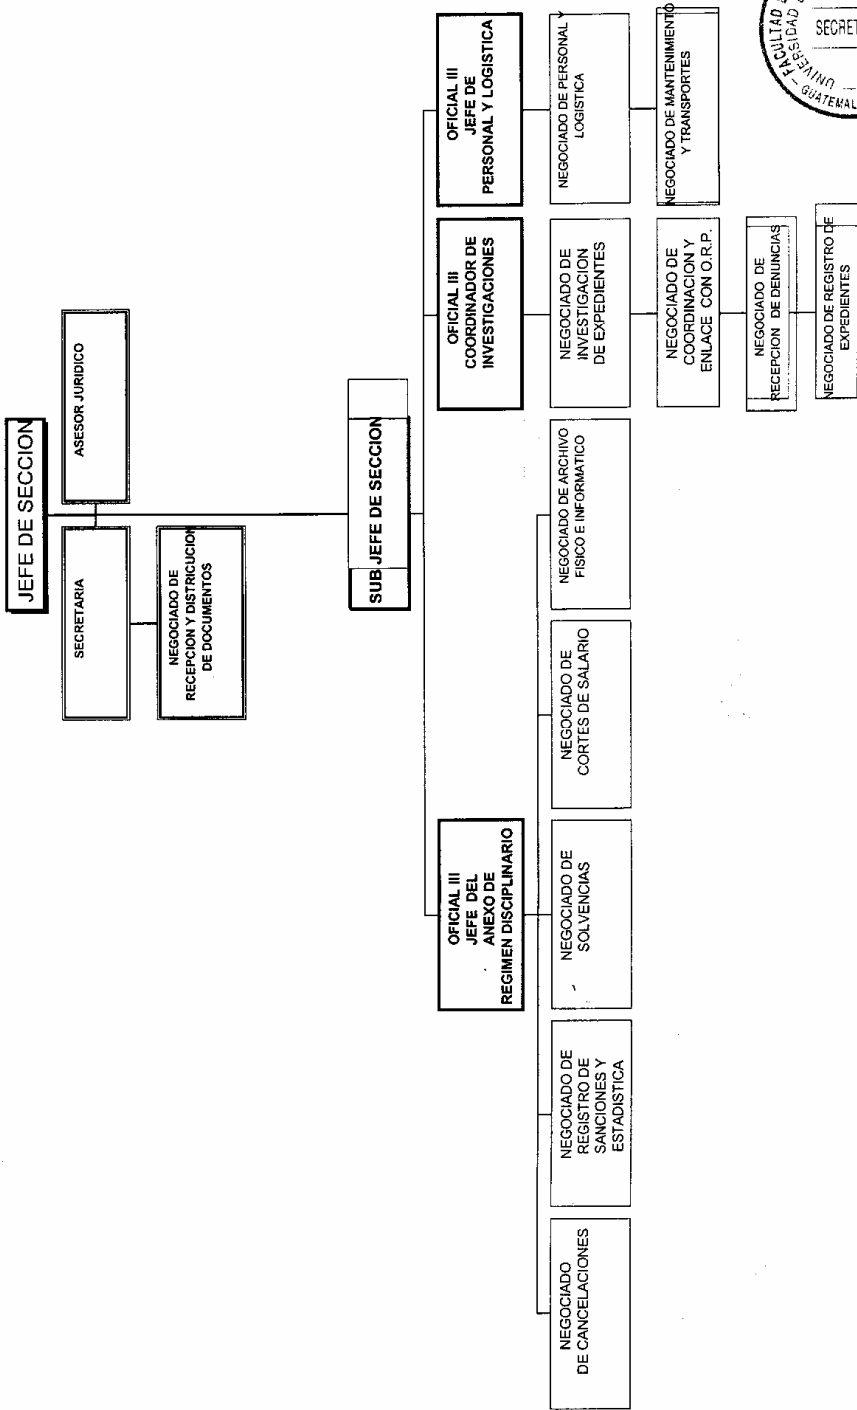 JEFE DE SECCION
SECRETARIA
ASESOR JURIDICO
NEGOCIADO DE
RECEPCION Y DISTRICUCION
DE DOCUMENTOS
SUB JEFE DE SECCION
OFICIAL III
JEFE DEL
ANEXO DE
REGIMEN DISCIPLINARIO
OFICIAL III
COORDINADOR DE
INVESTIGACIONES
OFICIAL III
JEFE DE
PERSONAL Y LOGISTICA
NEGOCIADO
DE CANCELACIONES
NEGOCIADO DE
REGISTRO DE
SANCIONES Y
ESTADISTICA
NEGOCIADO DE
SOLVENCIAS
NEGOCIADO DE
CORTES DE SALARIO
NEGOCIADO DE ARCHIVO
FISICO E INFORMATICO
NEGOCIADO DE
INVESTIGACION
DE EXPEDIENTES
NEGOCIADO DE PERSONAL Y
LOGISTICA
NEGOCIADO DE
COORDINACION Y
ENLACE CON O.R.P.
NEGOCIADO DE MANTENIMIENTO
Y TRANSPORTES
NEGOCIADO DE
RECEPCION DE DENUNCIAS
NEGOCIADO DE REGISTRO DE
EXPEDIENTES
FACULTAD